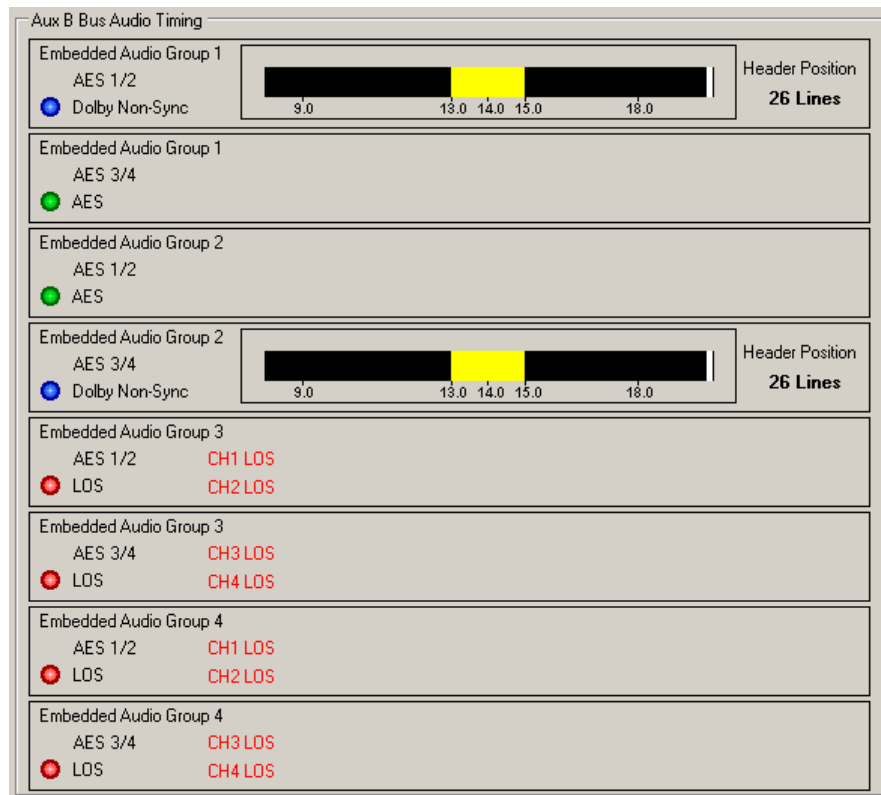 Aux B Bus Audio Timing
Embedded Audio Group 1
AES 1/2
Dolby Non-Sync
9.0 13.0 14.0 15.0 18.0
Header Position
26 Lines
Embedded Audio Group 1
AES 3/4
AES
Embedded Audio Group 2
AES 1/2
AES
Embedded Audio Group 2
AES 3/4
Dolby Non-Sync
9.0 13.0 14.0 15.0 18.0
Header Position
26 Lines
Embedded Audio Group 3
AES 1/2 CH1 LOS
LOS CH2 LOS
Embedded Audio Group 3
AES 3/4 CH3 LOS
LOS CH4 LOS
Embedded Audio Group 4
AES 1/2 CH1 LOS
LOS CH2 LOS
Embedded Audio Group 4
AES 3/4 CH3 LOS
LOS CH4 LOS